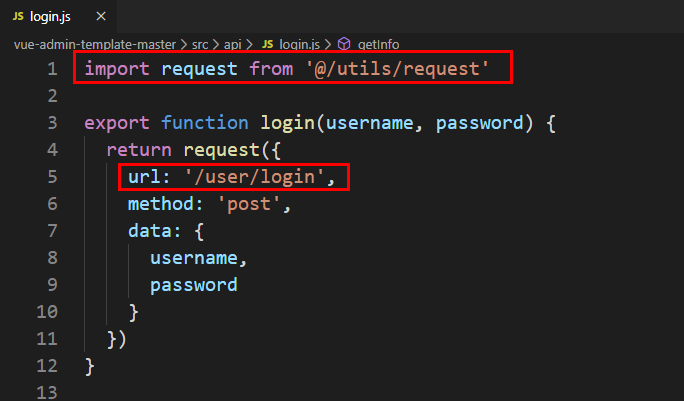 JS login.js ×
vue-admin-template-master > src > api > JS login.js > getInfo
1 import request from '@/utils/request'
2
3 export function login(username, password) {
4 return request({
5 url: '/user/login',
6 method: 'post',
7 data: {
8 username,
9 password
10 }
11 })
12 }
13